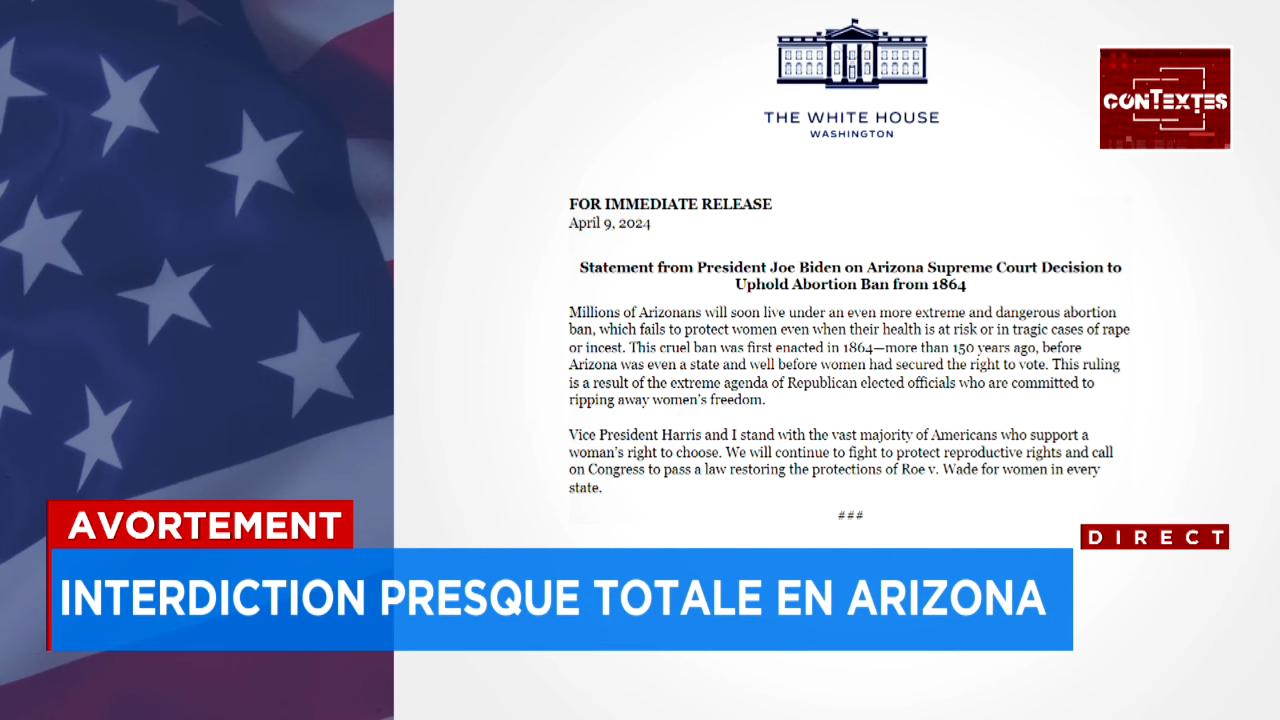 THE WHITE HOUSE
WASHINGTON
CONTEXTES
FOR IMMEDIATE RELEASE
April 9, 2024
Statement from President Joe Biden on Arizona Supreme Court Decision to
Uphold Abortion Ban from 1864
Millions of Arizonans will soon live under an even more extreme and dangerous abortion
ban, which fails to protect women even when their health is at risk or in tragic cases of rape
or incest. This cruel ban was first enacted in 1864—more than 150 years ago, before
Arizona was even a state and well before women had secured the right to vote. This ruling
is a result of the extreme agenda of Republican elected officials who are committed to
ripping away women's freedom.
Vice President Harris and I stand with the vast majority of Americans who support a
woman's right to choose. We will continue to fight to protect reproductive rights and call
on Congress to pass a law restoring the protections of Roe v. Wade for women in every
state.
###
AVORTEMENT
DIRECT
INTERDICTION PRESQUE TOTALE EN ARIZONA